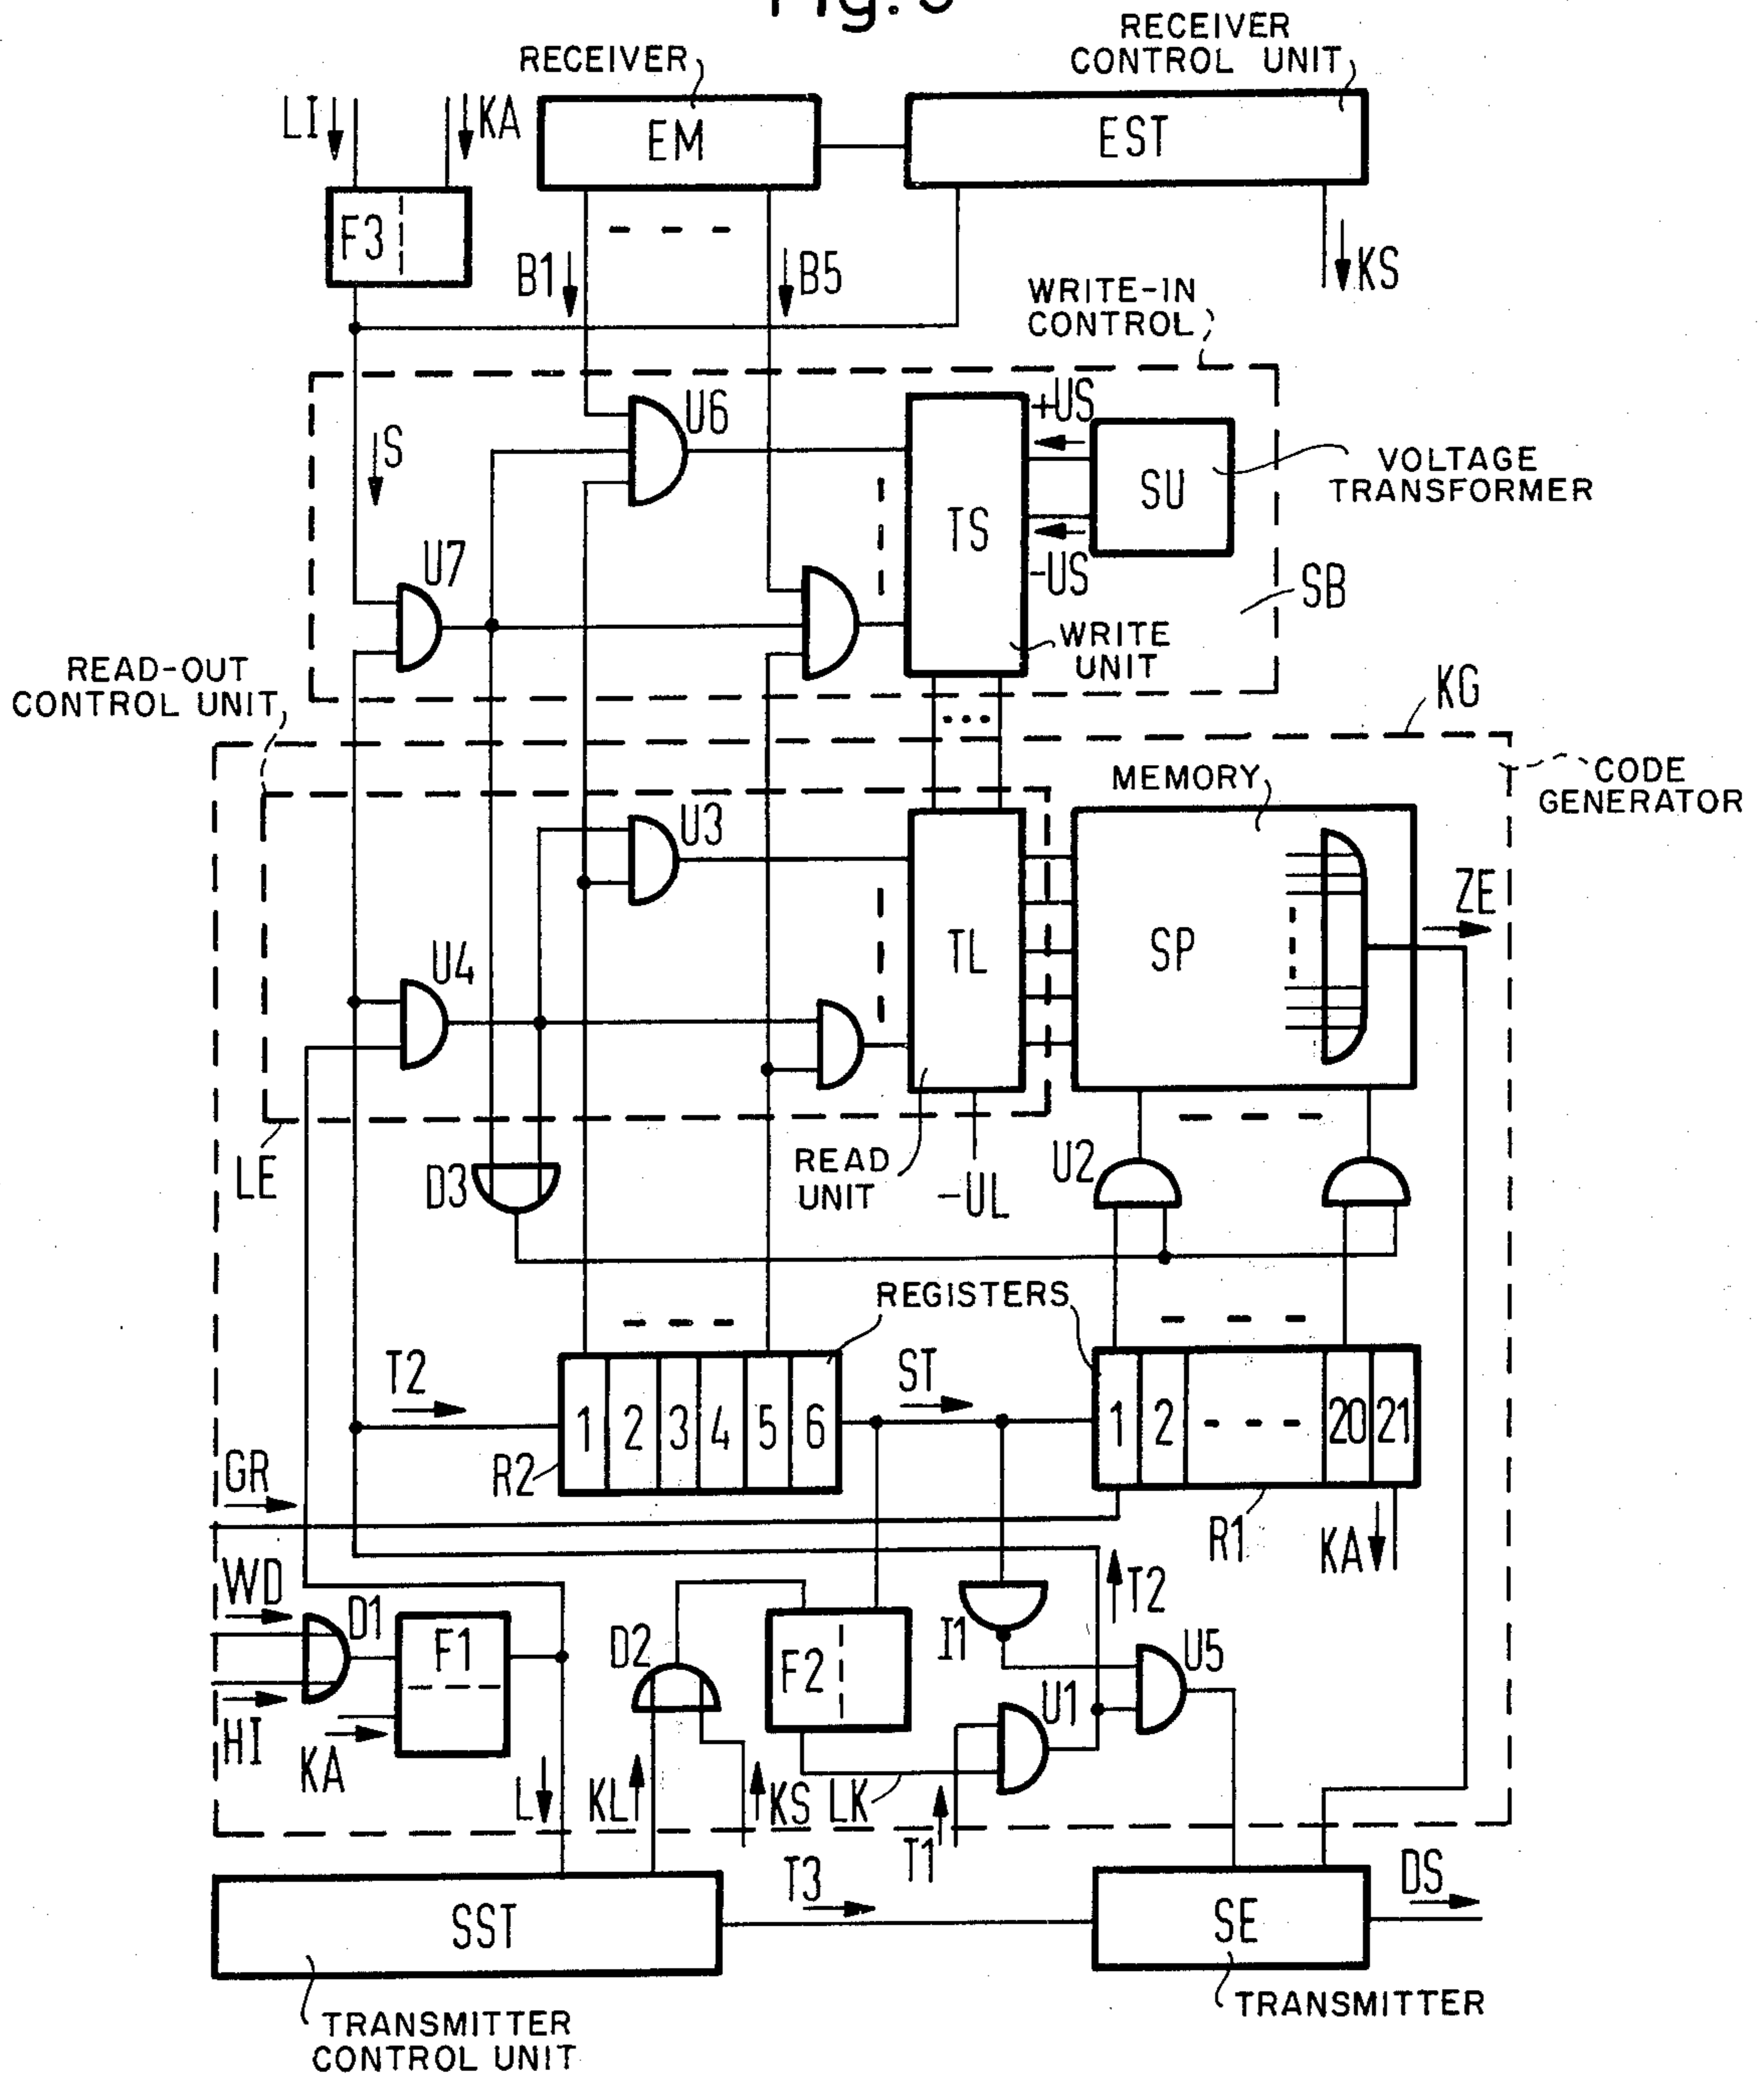 RECEIVER
RECEIVER
CONTROL UNIT
LI
KA
EM
EST
F3
B1
B5
KS
WRITE-IN
CONTROL
S
U6
+US
SU
VOLTAGE
TRANSFORMER
TS
U7
-US
SB
WRITE
UNIT
READ-OUT
CONTROL UNIT
KG
MEMORY
CODE
GENERATOR
U3
ZE
TL
SP
U4
LE
D3
READ
UNIT
-UL
U2
REGISTERS
T2
ST
1 2 3 4 5 6
1 2 20 21
R2
GR
R1
KA
WD
D1
F1
D2
F2
I1
T2
U5
U1
HI
KA
L
KL
KS
LK
T1
T3
DS
SST
SE
TRANSMITTER
TRANSMITTER
CONTROL UNIT